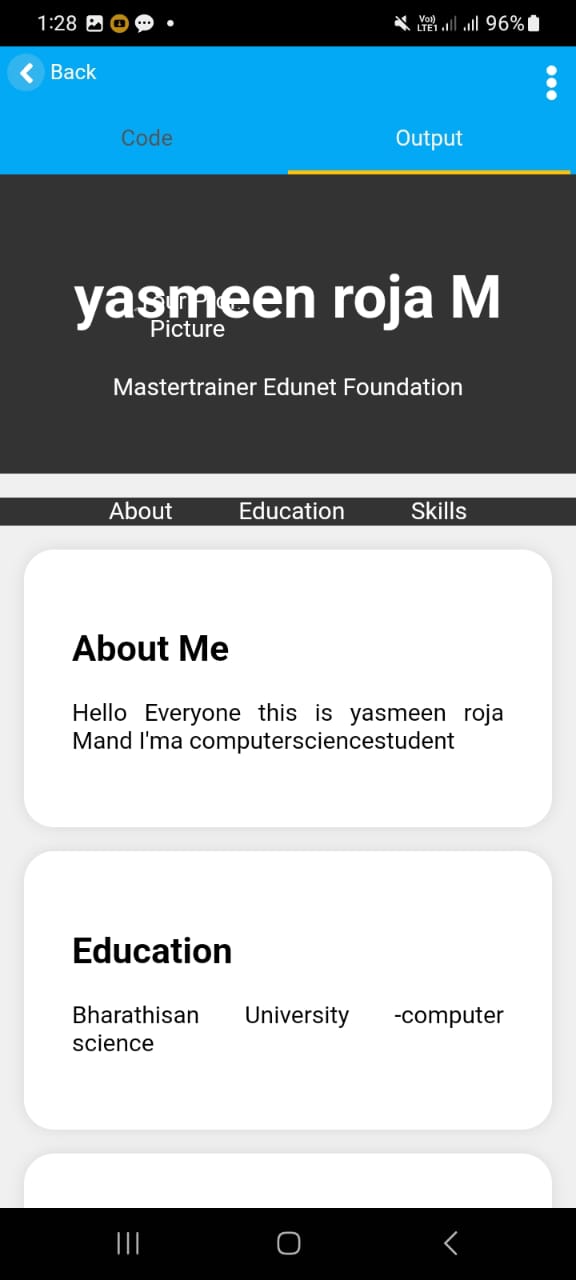 1:28 Vo)) LTE1 96%
Back
Code Output
yasmeen roja M
Picture
Mastertrainer Edunet Foundation
About Education Skills
About Me
Hello Everyone this is yasmeen roja
Mand I'ma computersciencestudent
Education
Bharathisan University -computer
science